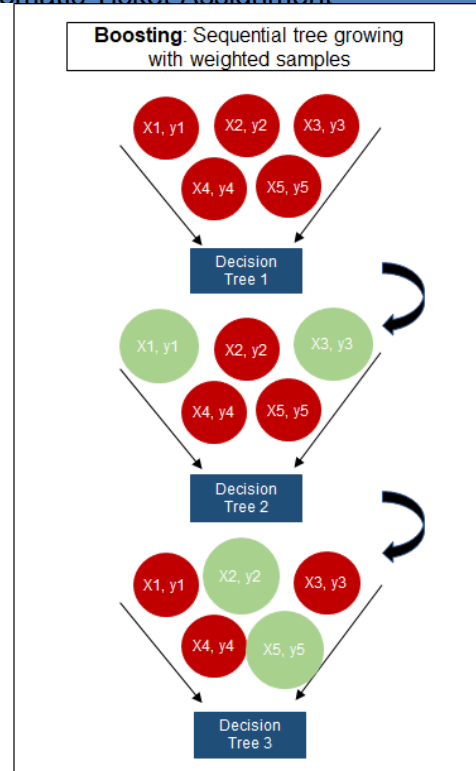 Boosting: Sequential tree growing
with weighted samples
X1, y1 X2, y2 X3, y3
X4, y4 X5, y5
Decision
Tree 1
X1, y1 X2, y2 X3, y3
X4, y4 X5, y5
Decision
Tree 2
X1, y1 X2, y2 X3, y3
X4, y4 X5, y5
Decision
Tree 3